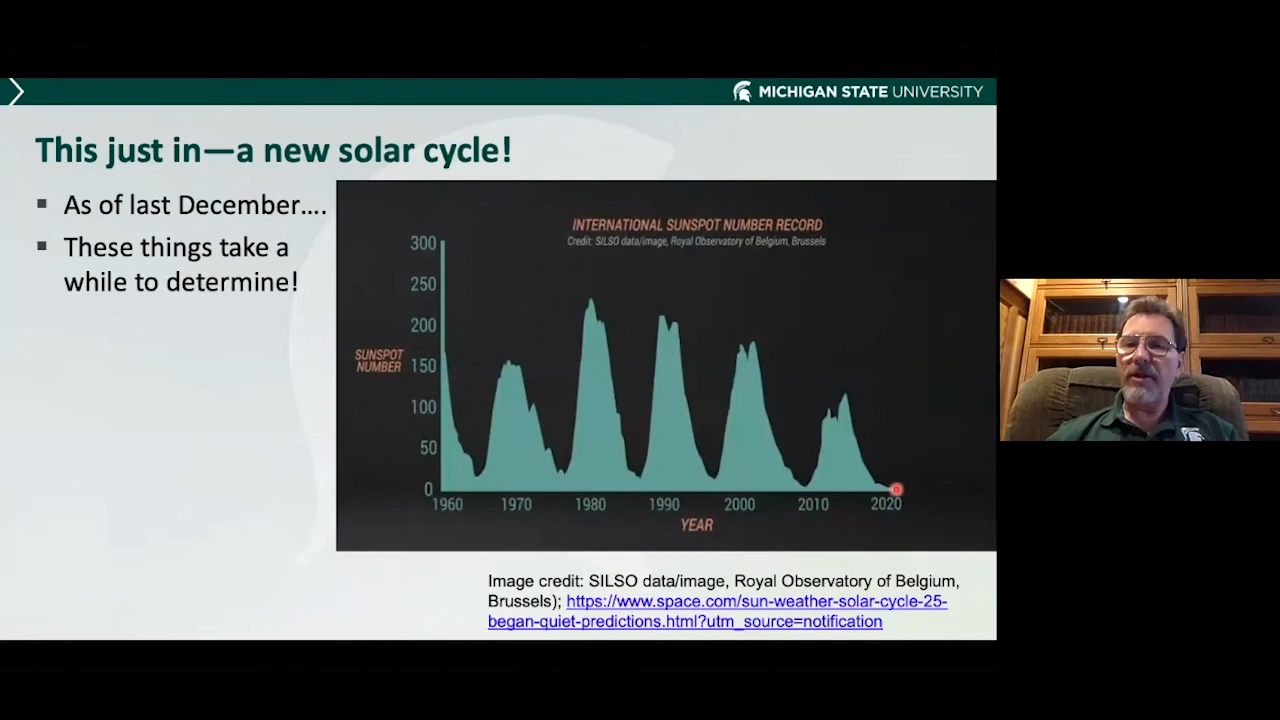 MICHIGAN STATE UNIVERSITY
This just in—a new solar cycle!
▪ As of last December….
▪ These things take a
while to determine!
INTERNATIONAL SUNSPOT NUMBER RECORD
Credit: SILSO data/image, Royal Observatory of Belgium, Brussels
300
250
200
SUNSPOT
NUMBER
150
100
50
0
1960 1970 1980 1990 2000 2010 2020
YEAR
Image credit: SILSO data/image, Royal Observatory of Belgium,
Brussels); https://www.space.com/sun-weather-solar-cycle-25-
began-quiet-predictions.html?utm_source=notification